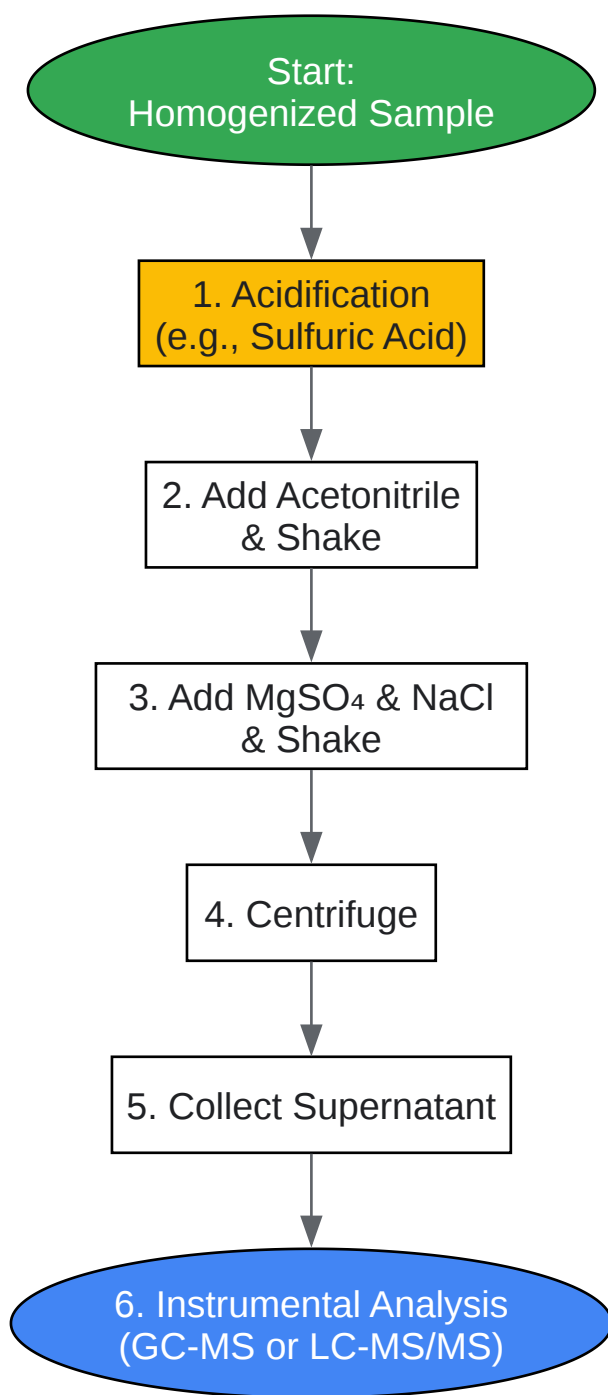 Start:
Homogenized Sample
1. Acidification
(e.g., Sulfuric Acid)
2. Add Acetonitrile
& Shake
3. Add MgSO₄ & NaCl
& Shake
4. Centrifuge
5. Collect Supernatant
6. Instrumental Analysis
(GC-MS or LC-MS/MS)